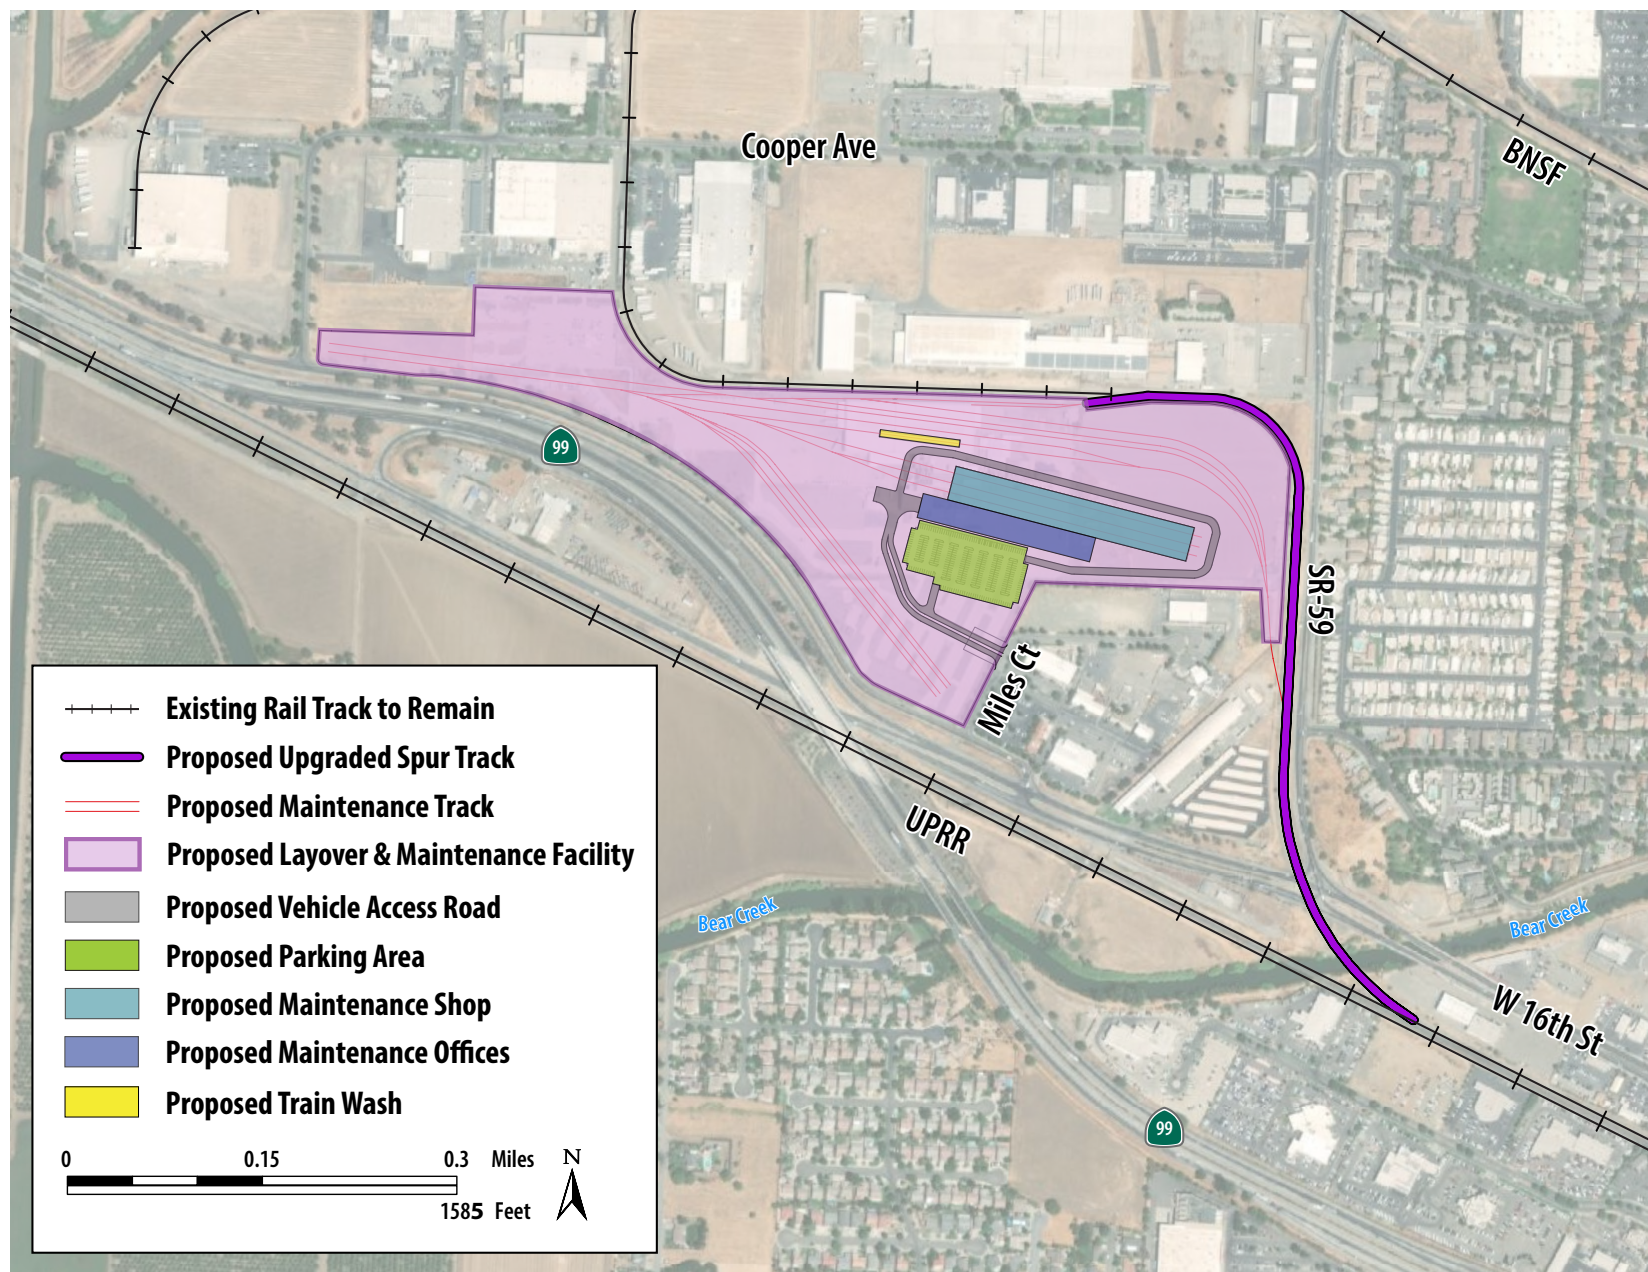 Cooper Ave
BNSF
99
SR-59
Miles Ct
UPRR
Bear Creek
Bear Creek
W 16th St
99
Existing Rail Track to Remain
Proposed Upgraded Spur Track
Proposed Maintenance Track
Proposed Layover & Maintenance Facility
Proposed Vehicle Access Road
Proposed Parking Area
Proposed Maintenance Shop
Proposed Maintenance Offices
Proposed Train Wash
0 0.15 0.3 Miles
1585 Feet
N